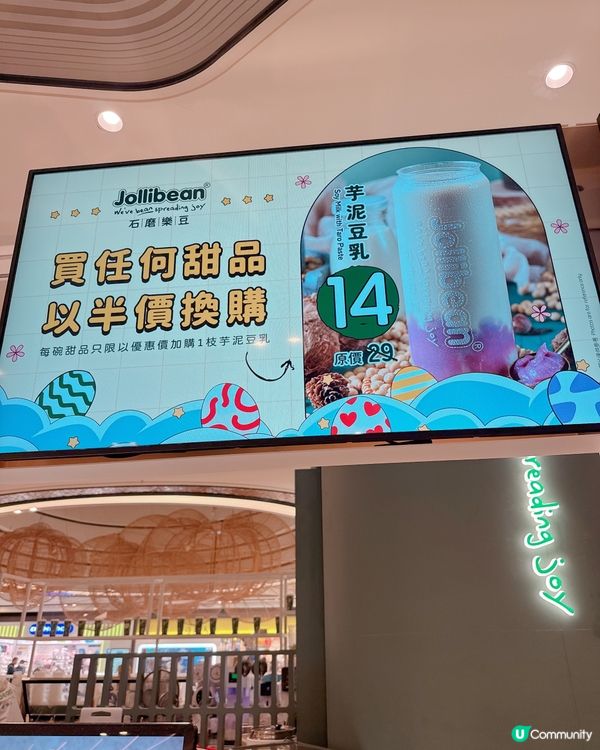 Jollibean®
We've bean spreading joy
石磨樂豆
買任何甜品
以半價換購
每碗甜品只限以優惠價加購1枝芋泥豆乳
芋泥豆乳
Soy Milk with Taro Paste
14
原價 29
Jollibean®
reading joy
U Community